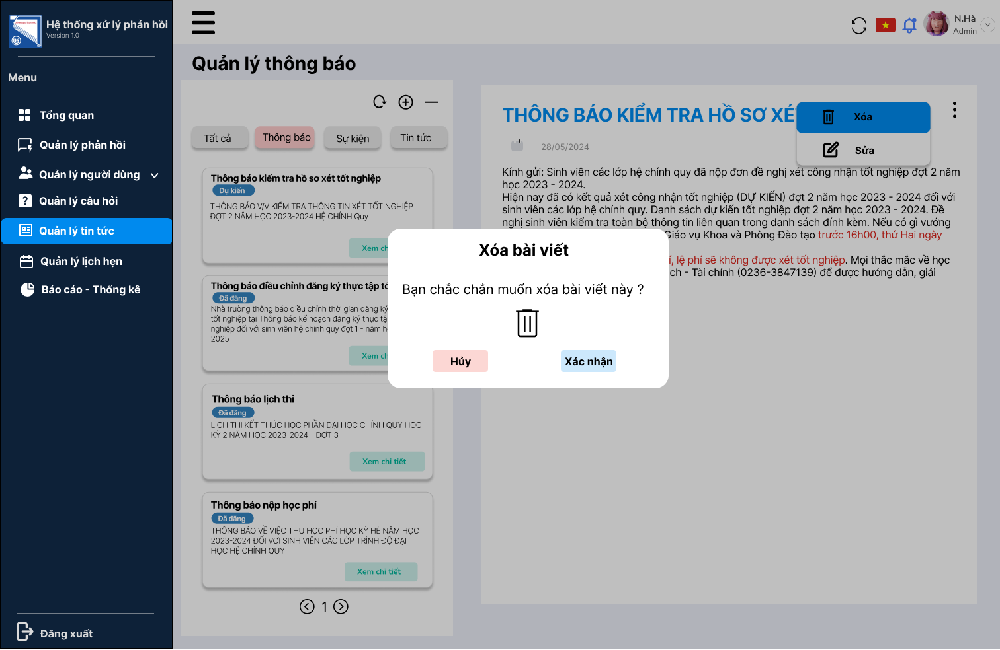 University of Economics
Hệ thống xử lý phản hồi
Version 1.0
Menu
Tổng quan
Quản lý phản hồi
Quản lý người dùng
Quản lý câu hỏi
Quản lý tin tức
Quản lý lịch hẹn
Báo cáo - Thống kê
Đăng xuất
N.Hà
Admin
Quản lý thông báo
Tất cả
Thông báo
Sự kiện
Tin tức
Thông báo kiểm tra hồ sơ xét tốt nghiệp
Dự kiến
THÔNG BÁO V/V KIỂM TRA THÔNG TIN XÉT TỐT NGHIỆP
ĐỢT 2 NĂM HỌC 2023-2024 HỆ CHÍNH Quy
Xem
Thông báo điều chỉnh đăng ký thực tập
Đã đăng
Nhà trường thông báo điều chỉnh thời gian đăng ký
tốt nghiệp tại Thông báo kế hoạch đăng ký thực
nghiệp đối với sinh viên hệ chính quy đợt 1 - năm
2025
Xem
Thông báo lịch thi
Đã đăng
LỊCH THI KẾT THÚC HỌC PHẦN ĐẠI HỌC CHÍNH QUY HỌC
KỲ 2 NĂM HỌC 2023-2024 – ĐỢT 3
Xem chi tiết
Thông báo nộp học phí
Đã đăng
THÔNG BÁO VỀ VIỆC THU HỌC PHÍ HỌC KỲ HÈ NĂM HỌC
2023-2024 ĐỐI VỚI SINH VIÊN CÁC LỚP TRÌNH ĐỘ ĐẠI
HỌC HỆ CHÍNH QUY
Xem chi tiết
1
THÔNG BÁO KIỂM TRA HỒ SƠ XÉT
Xóa
Sửa
28/05/2024
Kính gửi: Sinh viên các lớp hệ chính quy đã nộp đơn đề nghị xét công nhận tốt nghiệp đợt 2 năm
học 2023 - 2024.
Hiện nay đã có kết quả xét công nhận tốt nghiệp (DỰ KIẾN) đợt 2 năm học 2023 - 2024 đối với
sinh viên các lớp hệ chính quy. Danh sách dự kiến tốt nghiệp đợt 2 năm học 2023 - 2024. Đề
nghị sinh viên kiểm tra toàn bộ thông tin liên quan trong danh sách đính kèm. Nếu có gì vướng
Giáo vụ Khoa và Phòng Đào tạo trước 16h00, thứ Hai ngày
, lệ phí sẽ không được xét tốt nghiệp. Mọi thắc mắc về học
- Tài chính (0236-3847139) để được hướng dẫn, giải
Xóa bài viết
Bạn chắc chắn muốn xóa bài viết này ?
Hủy
Xác nhận